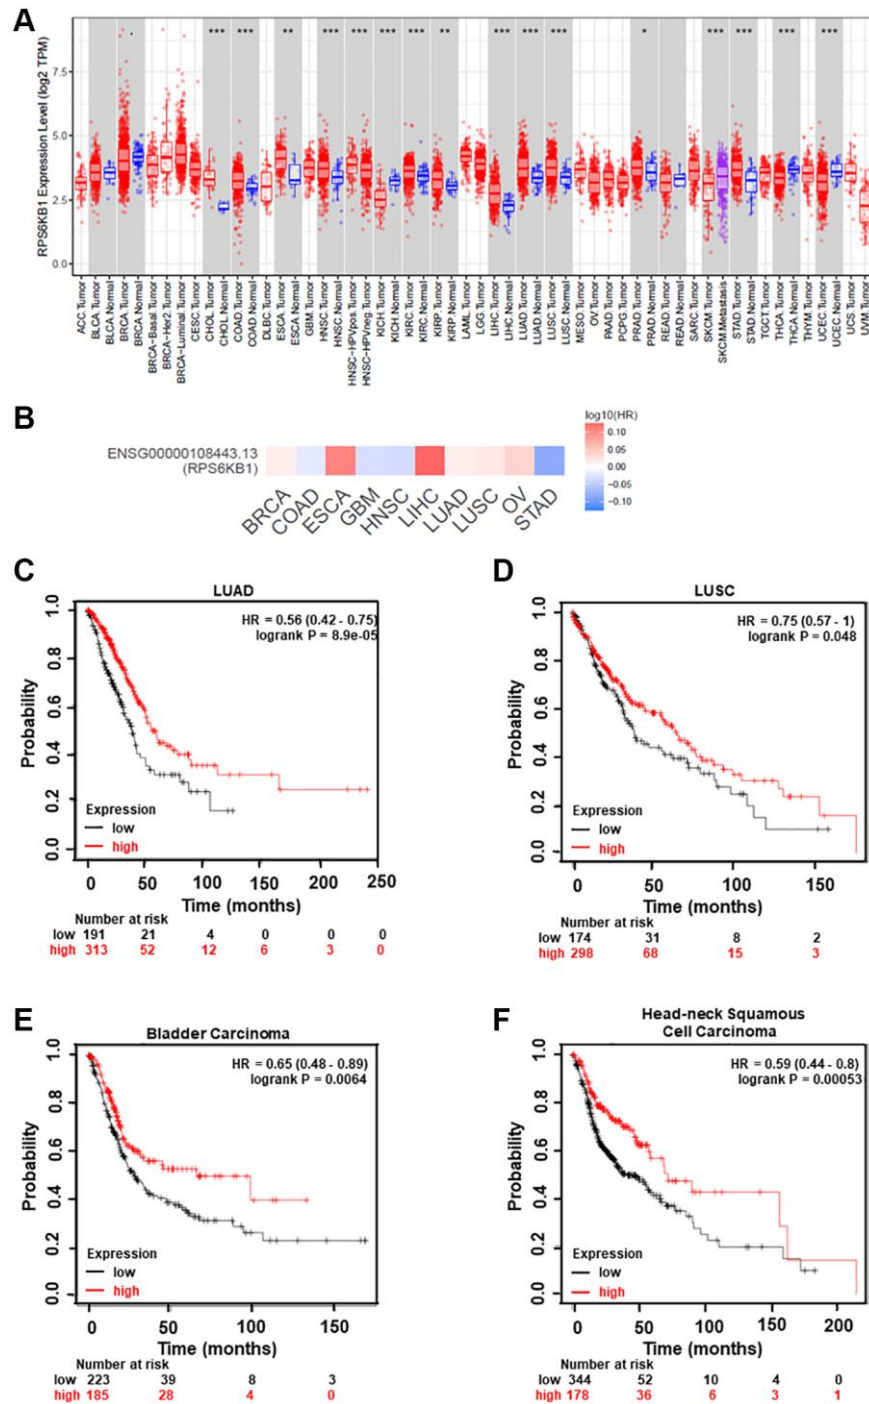 A
RPS6KB1 Expression Level (log2 TPM)
*** *** ** *** *** *** *** ** *** *** *** * *** *** *** ***
7.5
5.0
2.5
0.0
ACC.Tumor
BLCA.Tumor
BLCA.Normal
BRCA.Tumor
BRCA.Normal
BRCA-Basal.Tumor
BRCA-Her2.Tumor
BRCA-Luminal.Tumor
CESC.Tumor
CHOL.Tumor
CHOL.Normal
COAD.Tumor
COAD.Normal
DLBC.Tumor
ESCA.Tumor
ESCA.Normal
GBM.Tumor
HNSC.Tumor
HNSC.Normal
HNSC-HPVpos.Tumor
HNSC-HPVneg.Tumor
KICH.Tumor
KICH.Normal
KIRC.Tumor
KIRC.Normal
KIRP.Tumor
KIRP.Normal
LAML.Tumor
LGG.Tumor
LIHC.Tumor
LIHC.Normal
LUAD.Tumor
LUAD.Normal
LUSC.Tumor
LUSC.Normal
MESO.Tumor
OV.Tumor
PAAD.Tumor
PCPG.Tumor
PRAD.Tumor
PRAD.Normal
READ.Tumor
READ.Normal
SARC.Tumor
SKCM.Tumor
SKCM.Metastasis
STAD.Tumor
STAD.Normal
TGCT.Tumor
THCA.Tumor
THCA.Normal
THYM.Tumor
UCEC.Tumor
UCEC.Normal
UCS.Tumor
UVM.Tumor
B
ENSG00000108443.13
(RPS6KB1)
BRCA
COAD
ESCA
GBM
HNSC
LIHC
LUAD
LUSC
OV
STAD
log10(HR)
0.10
0.05
0.00
−0.05
−0.10
C
LUAD
HR = 0.56 (0.42 - 0.75)
logrank P = 8.9e-05
Probability
1.0
0.8
0.6
0.4
0.2
0.0
Expression
low
high
0 50 100 150 200 250
Time (months)
Number at risk
low 191 21 4 0 0 0
high 313 52 12 6 3 0
D
LUSC
HR = 0.75 (0.57 - 1)
logrank P = 0.048
Probability
1.0
0.8
0.6
0.4
0.2
0.0
Expression
low
high
0 50 100 150
Time (months)
Number at risk
low 174 31 8 2
high 298 68 15 3
E
Bladder Carcinoma
HR = 0.65 (0.48 - 0.89)
logrank P = 0.0064
Probability
1.0
0.8
0.6
0.4
0.2
0.0
Expression
low
high
0 50 100 150
Time (months)
Number at risk
low 223 39 8 3
high 185 28 4 0
F
Head-neck Squamous
Cell Carcinoma
HR = 0.59 (0.44 - 0.8)
logrank P = 0.00053
Probability
1.0
0.8
0.6
0.4
0.2
0.0
Expression
low
high
0 50 100 150 200
Time (months)
Number at risk
low 344 52 10 4 0
high 178 36 6 3 1